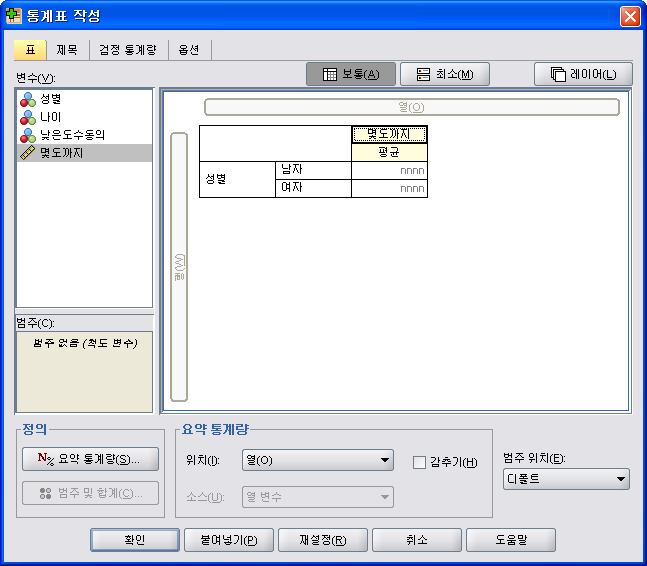 통계표 작성
표 제목 검정 통계량 옵션
변수(V):
보통(A) 최소(M) 레이어(L)
성별
나이
낮은도수동의
몇도까지
열(O)
몇도까지
평균
성별 남자 nnnn
여자 nnnn
행(W)
범주(C):
범주 없음 (척도 변수)
정의
N% 요약 통계량(S)...
범주 및 합계(C)...
요약 통계량
위치(I): 열(O) 감추기(H)
소스(U): 열 변수
범주 위치(E):
디폴트
확인 붙여넣기(P) 재설정(R) 취소 도움말